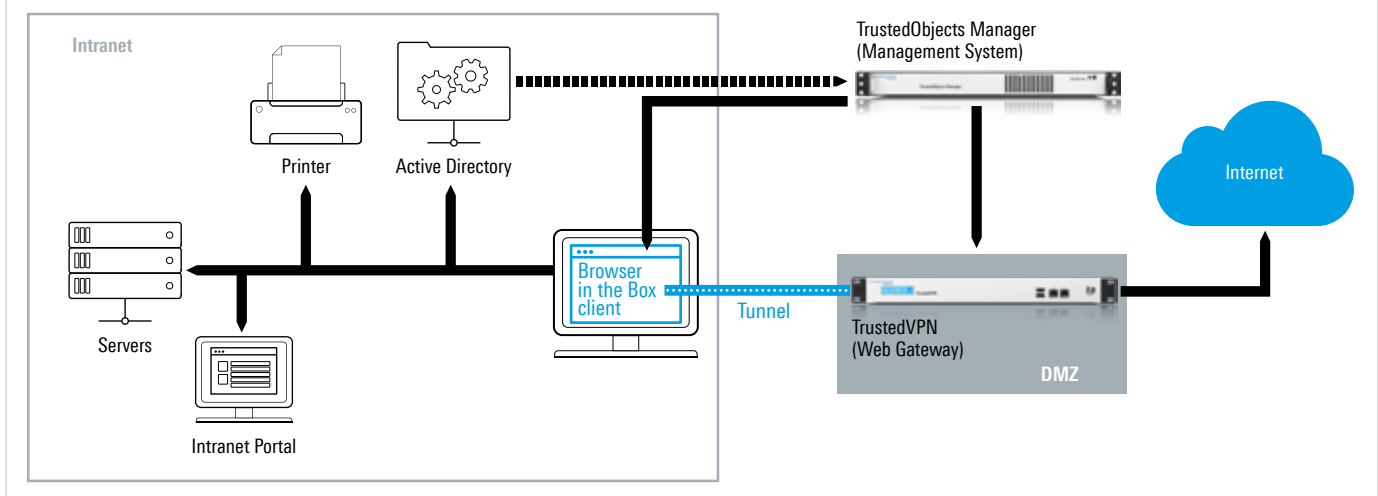 Intranet
TrustedObjects Manager
(Management System)
Printer
Active Directory
Internet
Browser
in the Box
client
Tunnel
Servers
TrustedVPN
(Web Gateway)
DMZ
Intranet Portal